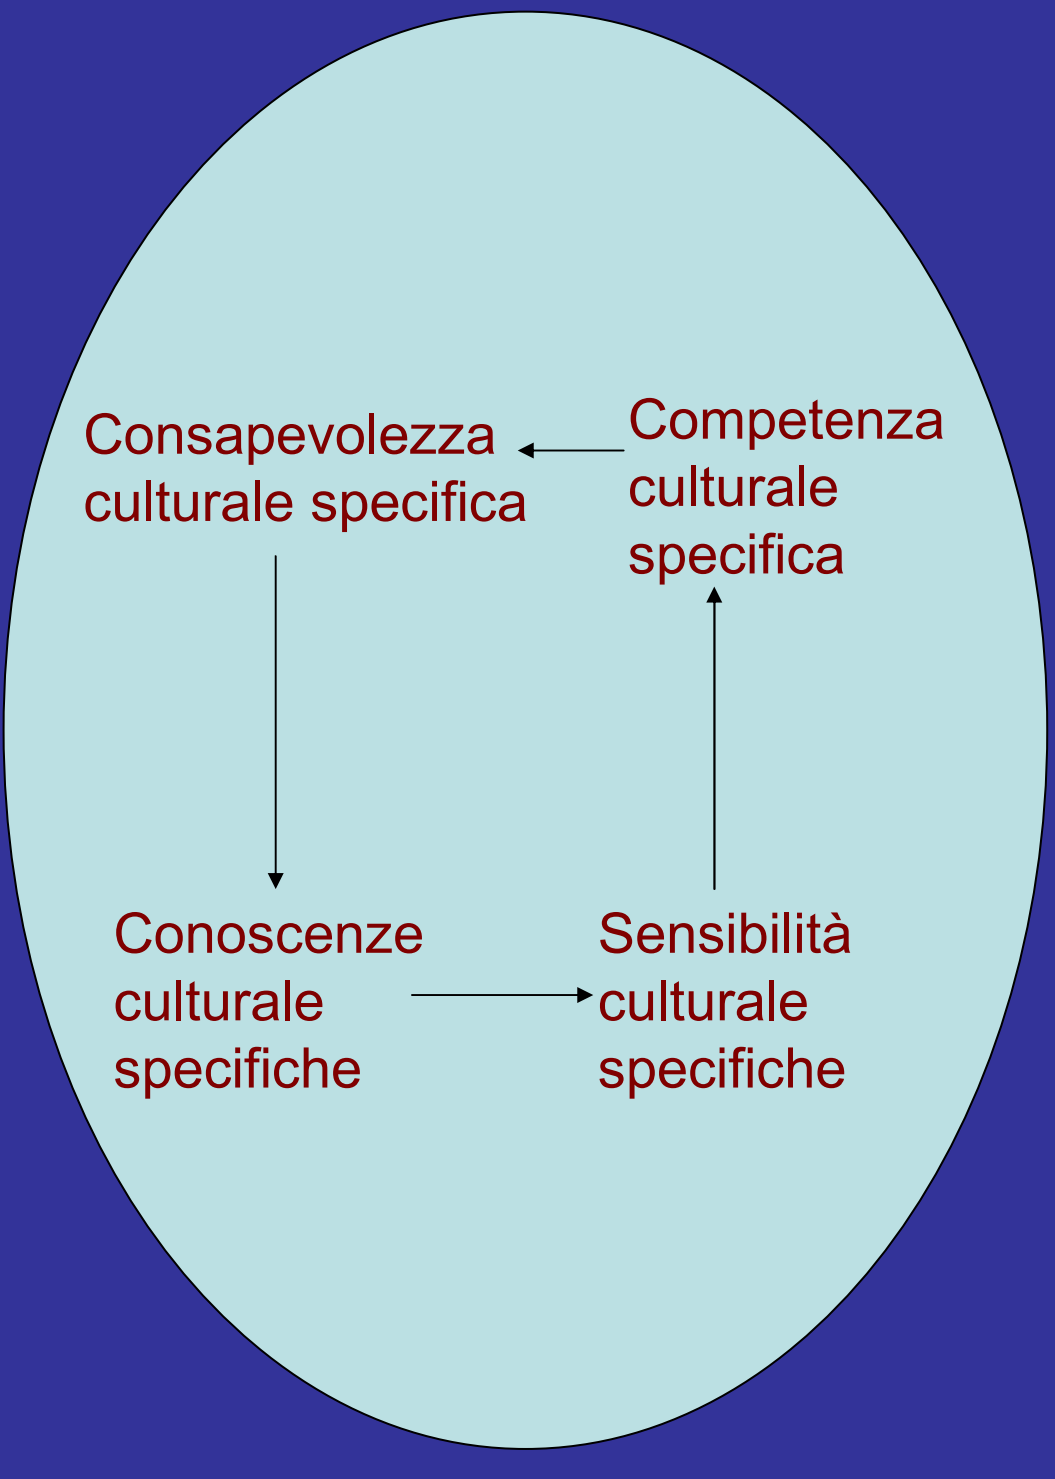 Consapevolezza
culturale specifica
Competenza
culturale
specifica
Conoscenze
culturale
specifiche
Sensibilità
culturale
specifiche